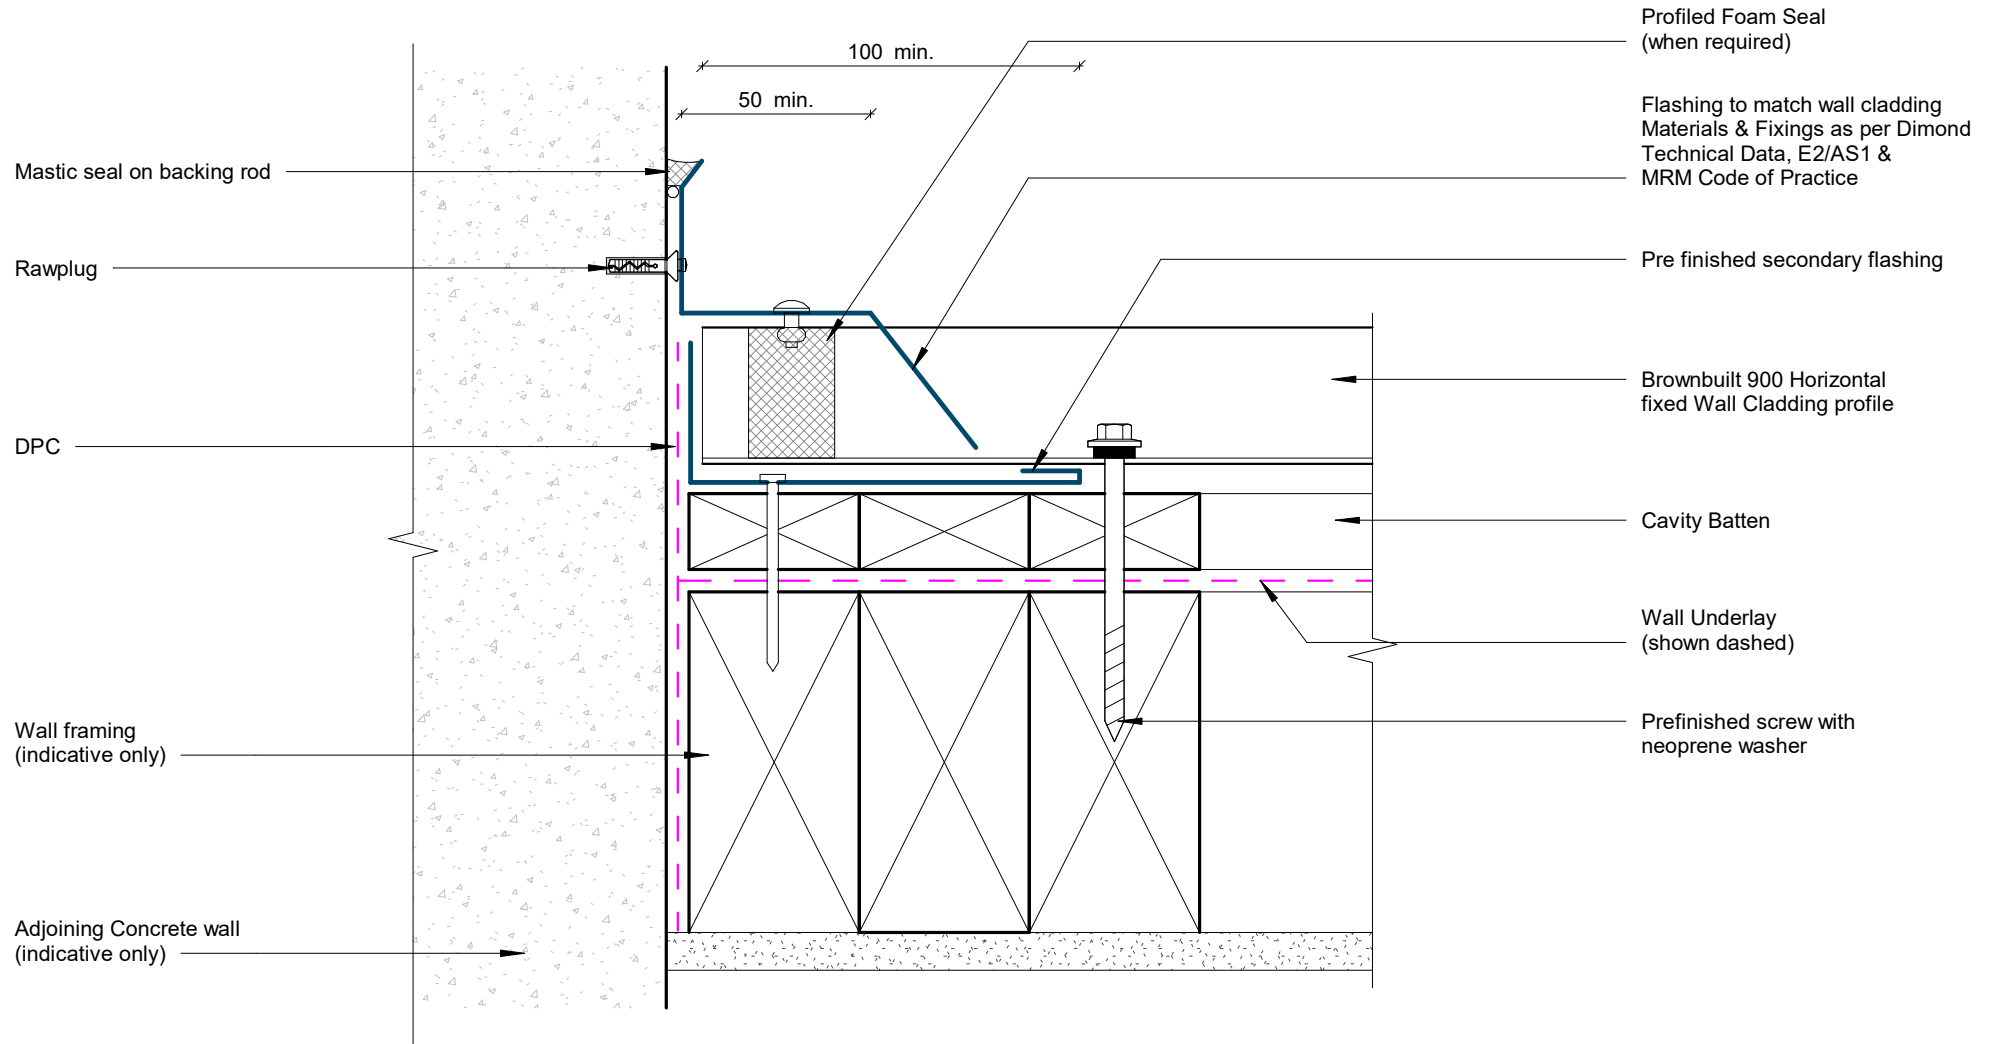 100 min.
50 min.
Mastic seal on backing rod
Rawplug
DPC
Wall framing
(indicative only)
Adjoining Concrete wall
(indicative only)
Profiled Foam Seal
(when required)
Flashing to match wall cladding
Materials & Fixings as per Dimond
Technical Data, E2/AS1 &
MRM Code of Practice
Pre finished secondary flashing
Brownbuilt 900 Horizontal
fixed Wall Cladding profile
Cavity Batten
Wall Underlay
(shown dashed)
Prefinished screw with
neoprene washer